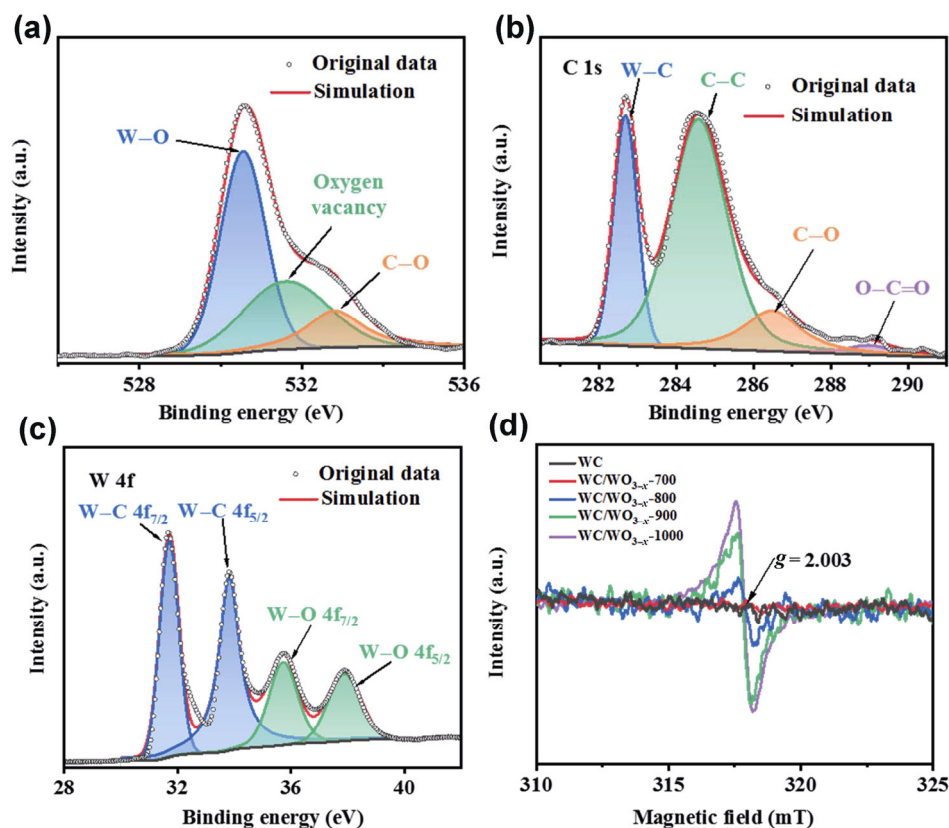 (a)
Original data
Simulation
W–O
Oxygen
vacancy
C–O
Intensity (a.u.)
528
532
536
Binding energy (eV)
(b)
C 1s
W–C
C–C
Original data
Simulation
C–O
O–C=O
Intensity (a.u.)
282
284
286
288
290
Binding energy (eV)
(c)
W 4f
Original data
Simulation
W–C 4f7/2
W–C 4f5/2
W–O 4f7/2
W–O 4f5/2
Intensity (a.u.)
28
32
36
40
Binding energy (eV)
(d)
WC
WC/WO3−x-700
WC/WO3−x-800
WC/WO3−x-900
WC/WO3−x-1000
g = 2.003
Intensity (a.u.)
310
315
320
325
Magnetic field (mT)